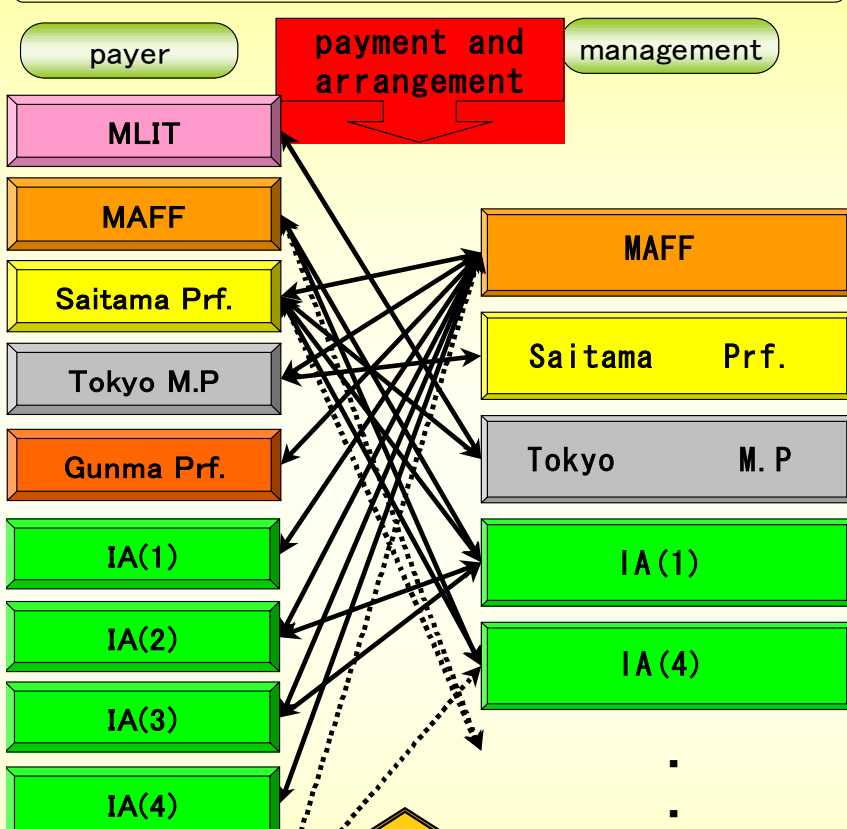 payer
payment and
arrangement
management
MLIT
MAFF
Saitama Prf.
Tokyo M.P
Gunma Prf.
IA(1)
IA(2)
IA(3)
IA(4)
MAFF
Saitama Prf.
Tokyo M.P
IA(1)
IA(4)
.
.